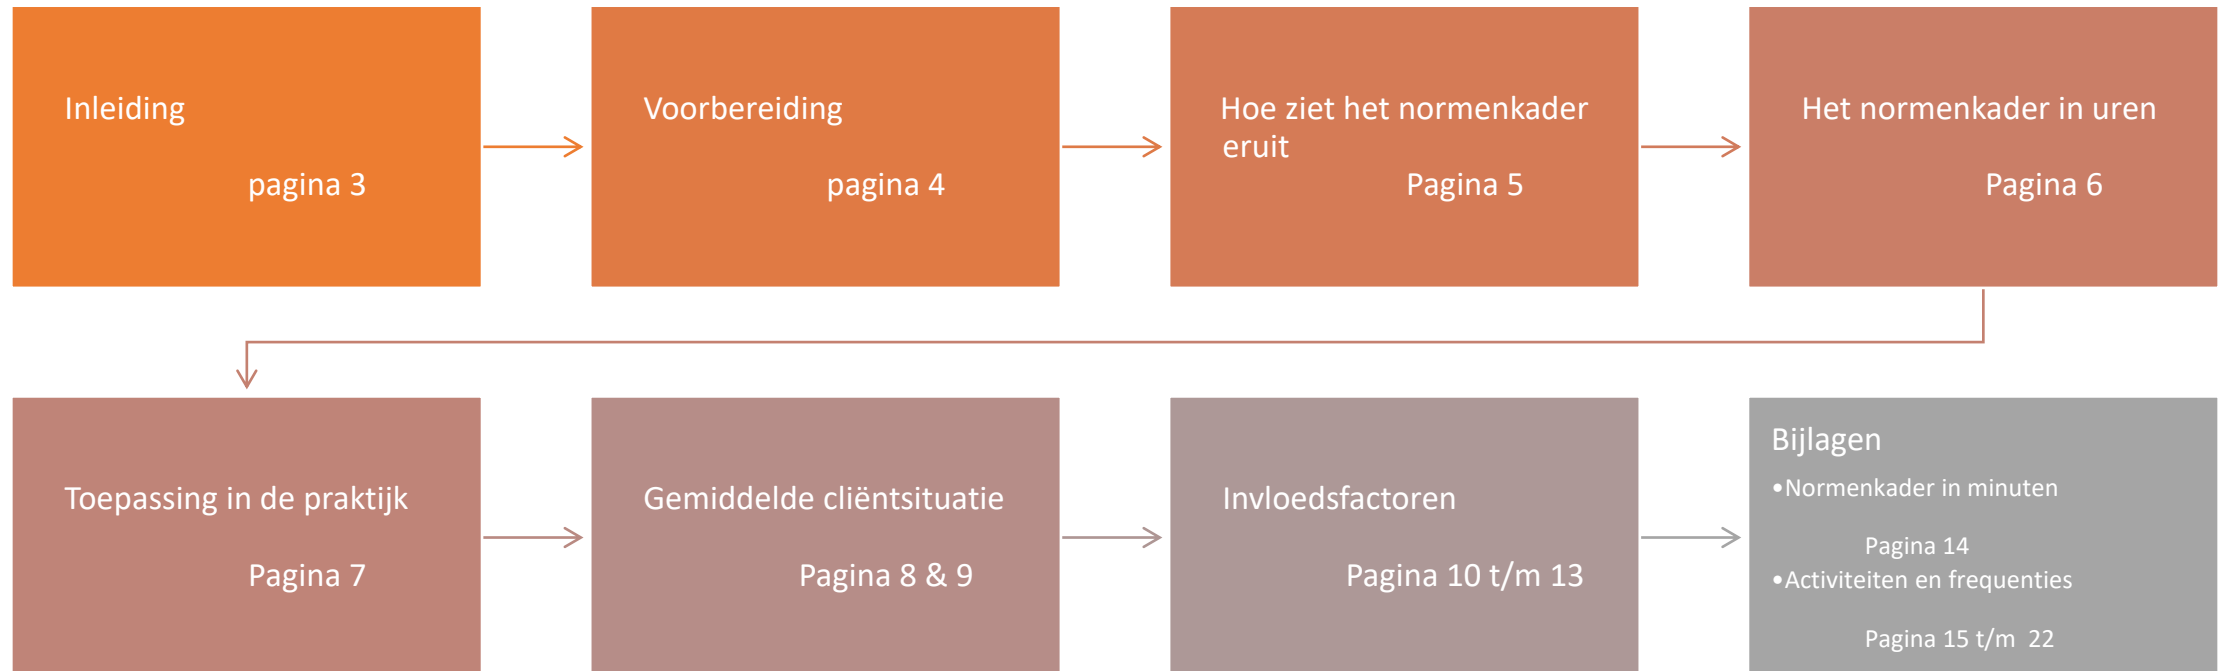 Inleiding
pagina 3
Voorbereiding
pagina 4
Hoe ziet het normenkader
eruit
Pagina 5
Het normenkader in uren
Pagina 6
Toepassing in de praktijk
Pagina 7
Gemiddelde cliëntsituatie
Pagina 8 & 9
Invloedsfactoren
Pagina 10 t/m 13
Bijlagen
•Normenkader in minuten
Pagina 14
•Activiteiten en frequenties
Pagina 15 t/m 22